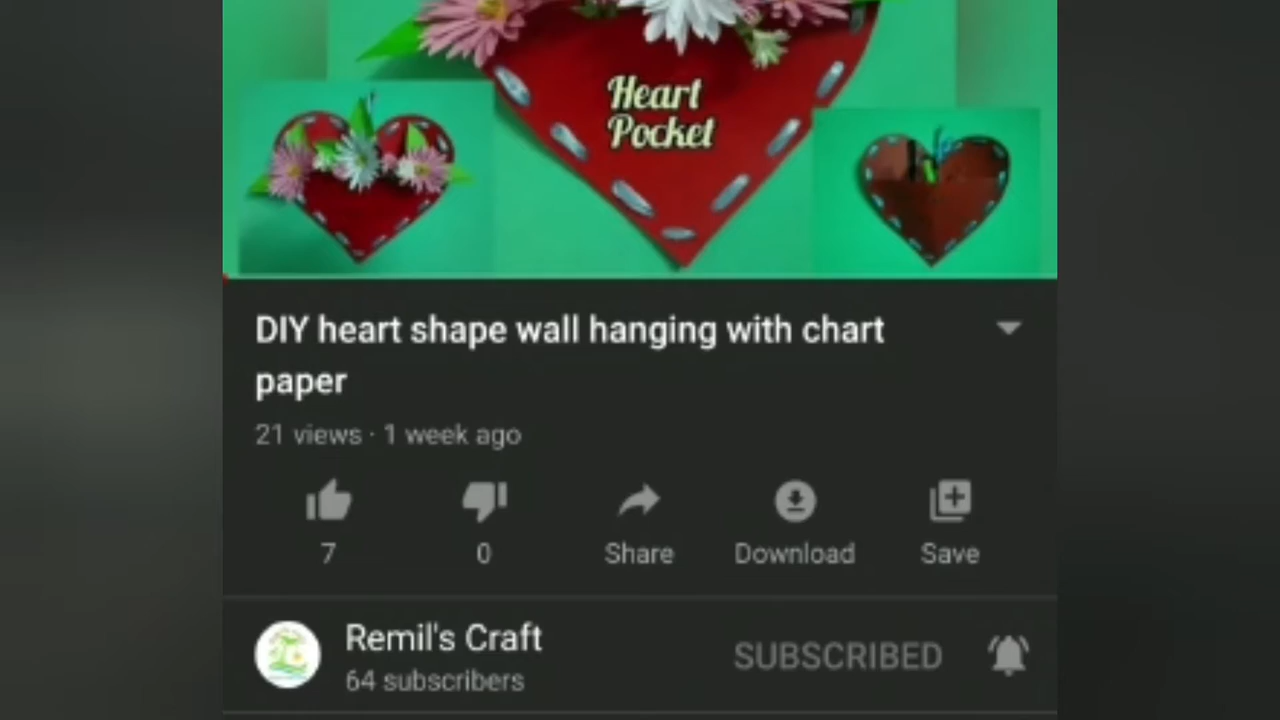 Heart
Pocket
DIY heart shape wall hanging with chart
paper
21 views · 1 week ago
7 0 Share Download Save
Remil's Craft
SUBSCRIBED
64 subscribers